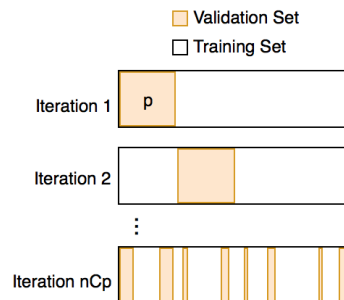 Validation Set
Training Set
Iteration 1
p
Iteration 2
⋮
Iteration nCp